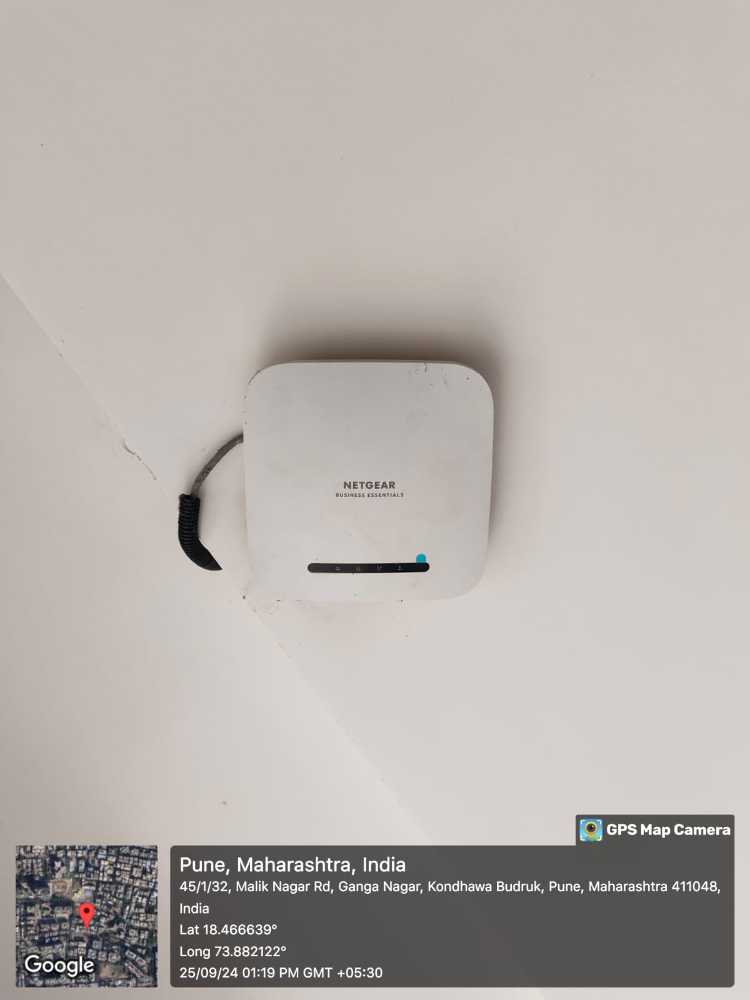 NETGEAR
BUSINESS ESSENTIALS
GPS Map Camera
Google
Pune, Maharashtra, India
45/1/32, Malik Nagar Rd, Ganga Nagar, Kondhawa Budruk, Pune, Maharashtra 411048,
India
Lat 18.466639°
Long 73.882122°
25/09/24 01:19 PM GMT +05:30